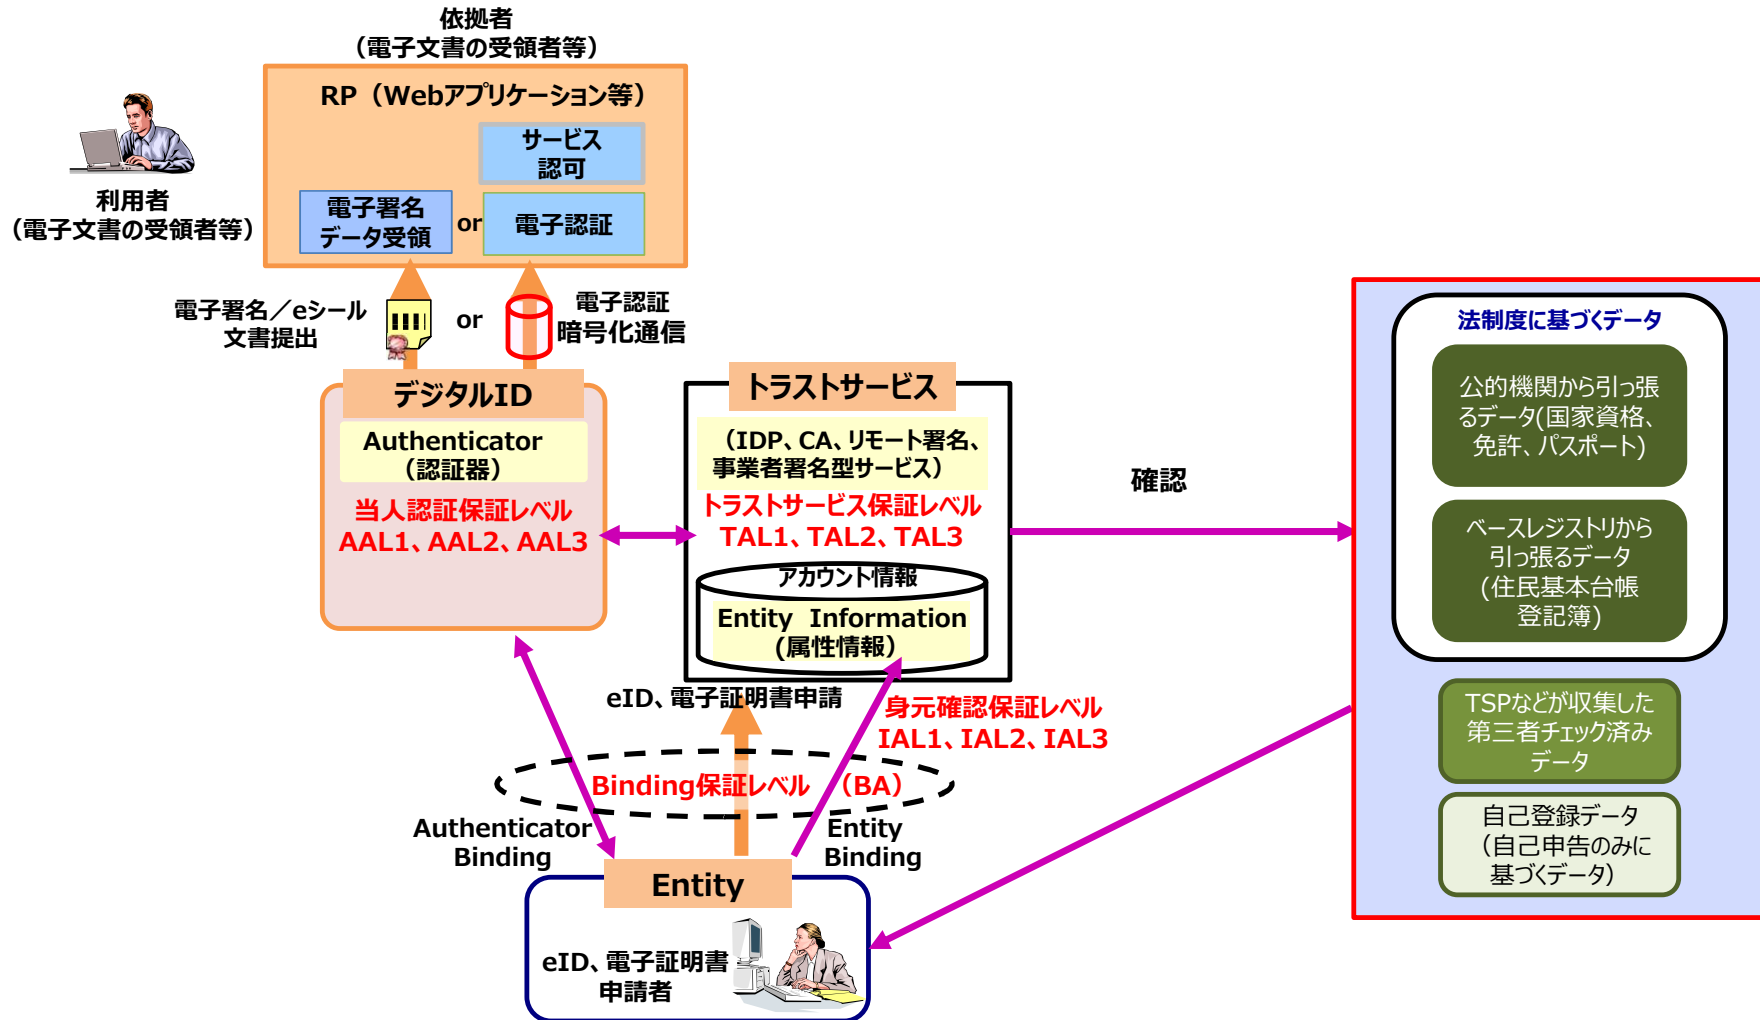 依拠者
（電子文書の受領者等）
RP（Webアプリケーション等）
サービス
認可
電子署名
データ受領
or
電子認証
利用者
（電子文書の受領者等）
電子署名／eシール
文書提出
or
電子認証
暗号化通信
デジタルID
Authenticator
（認証器）
当人認証保証レベル
AAL1、AAL2、AAL3
トラストサービス
（IDP、CA、リモート署名、
事業者署名型サービス）
トラストサービス保証レベル
TAL1、TAL2、TAL3
アカウント情報
Entity Information
(属性情報）
確認
法制度に基づくデータ
公的機関から引っ張
るデータ(国家資格、
免許、パスポート)
ベースレジストリから
引っ張るデータ
(住民基本台帳
登記簿)
TSPなどが収集した
第三者チェック済み
データ
自己登録データ
（自己申告のみに
基づくデータ）
eID、電子証明書申請
身元確認保証レベル
IAL1、IAL2、IAL3
Binding保証レベル （BA）
Authenticator
Binding
Entity
Binding
Entity
eID、電子証明書
申請者